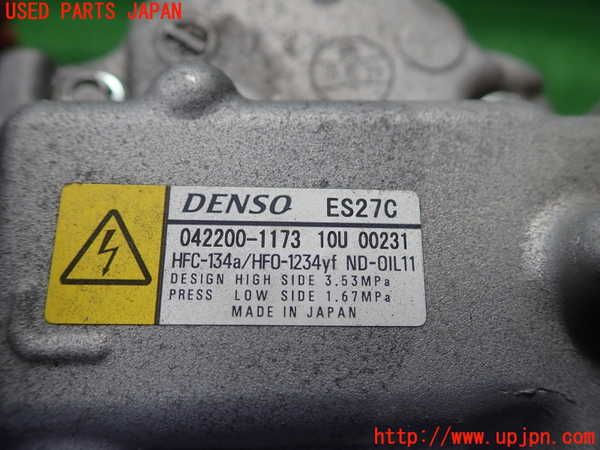 USED PARTS JAPAN
DENSO ES27C
042200-1173 10U 00231
HFC-134a/HFO-1234yf ND-OIL11
DESIGN HIGH SIDE 3.53MPa
PRESS LOW SIDE 1.67MPa
MADE IN JAPAN
http://www.upjpn.com/